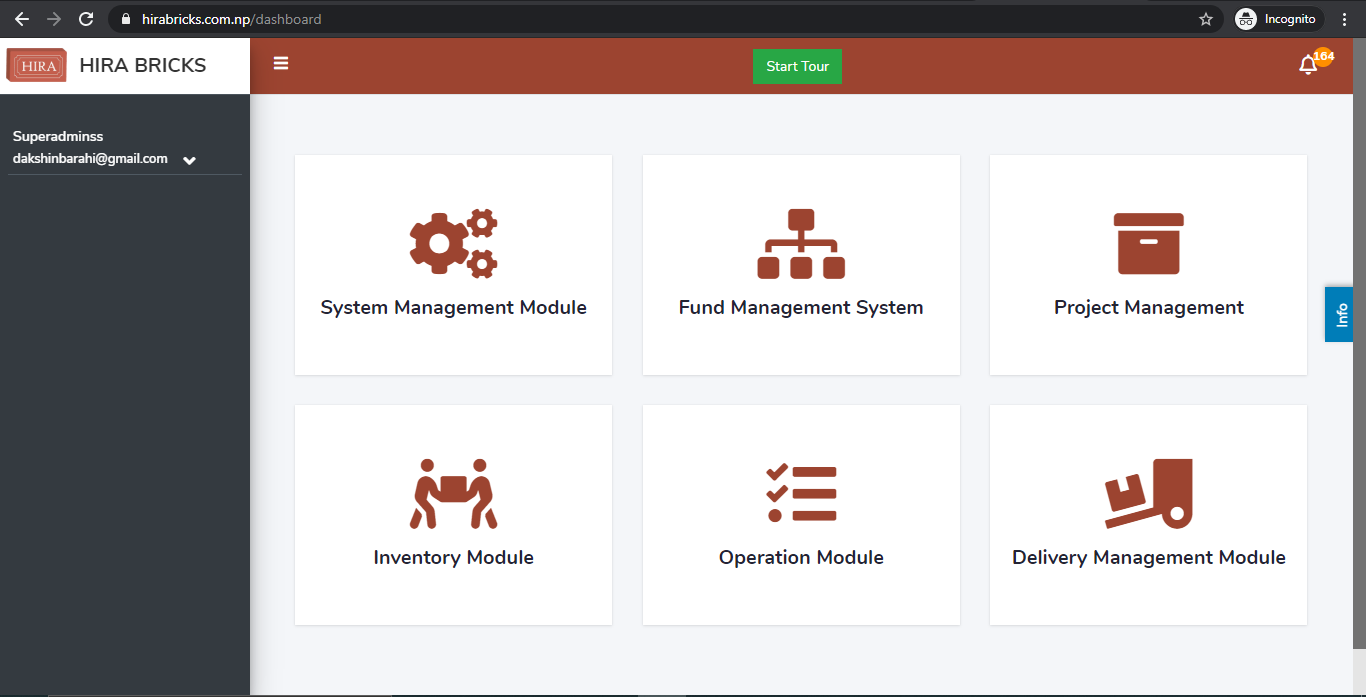 hirabricks.com.np/dashboard
Incognito
HIRA
HIRA BRICKS
Start Tour
164
Superadminss
dakshinbarahi@gmail.com
System Management Module
Fund Management System
Project Management
Info
Inventory Module
Operation Module
Delivery Management Module